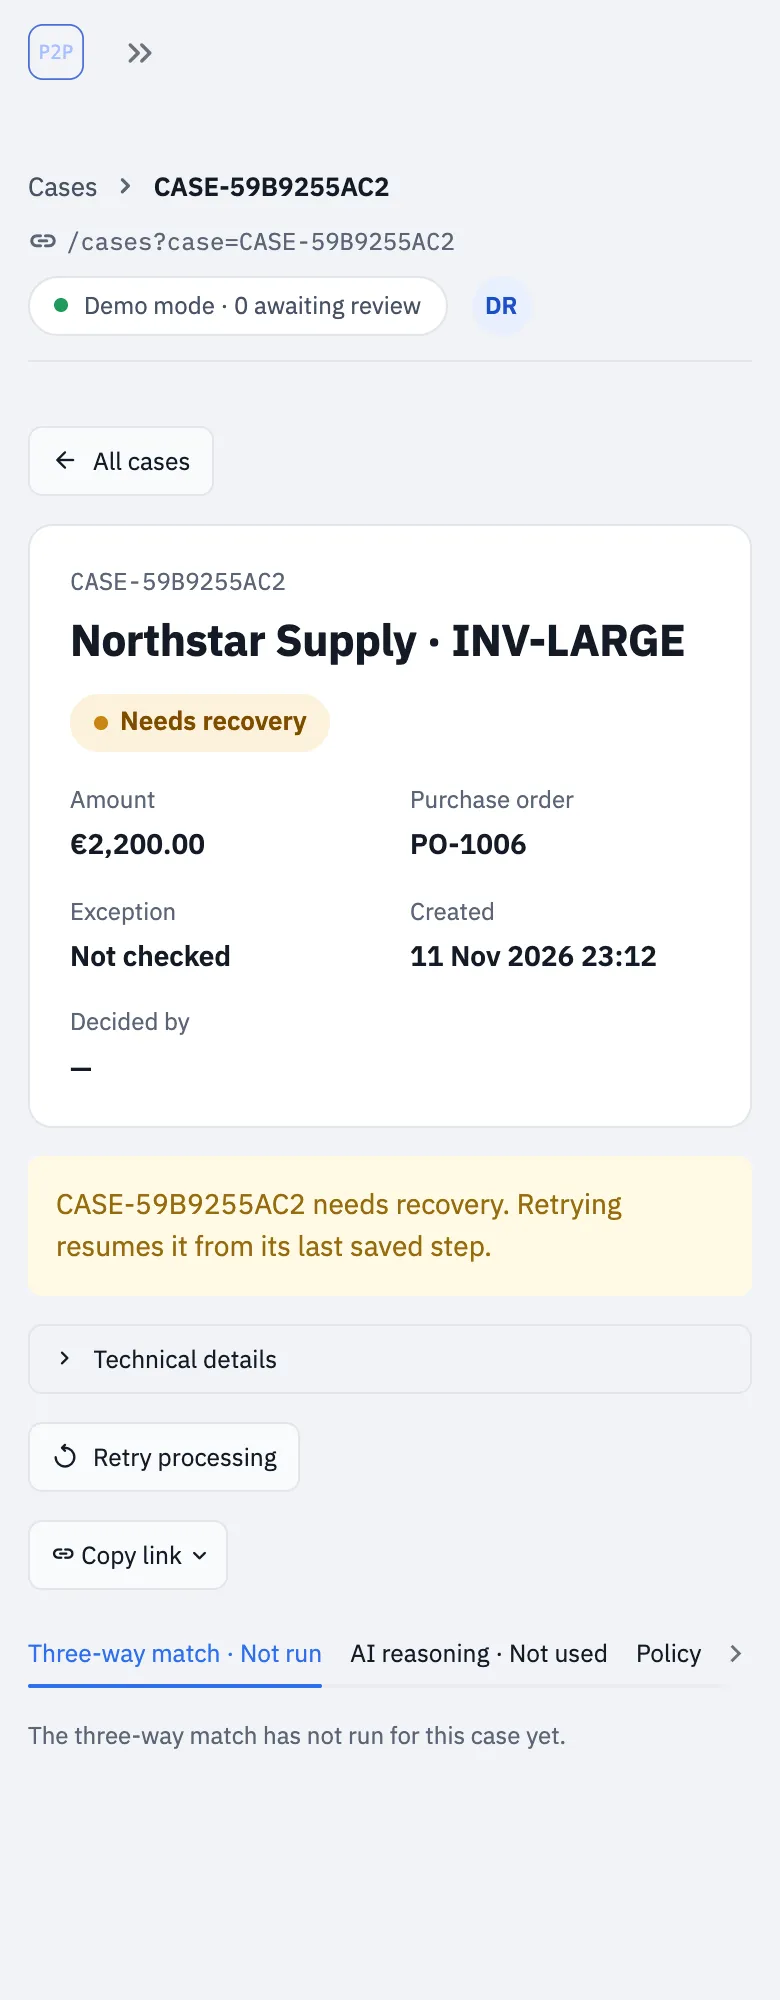 P2P
Cases > CASE-59B9255AC2
/cases?case=CASE-59B9255AC2
Demo mode · 0 awaiting review DR
All cases
CASE-59B9255AC2
Northstar Supply · INV-LARGE
Needs recovery
Amount Purchase order
€2,200.00 PO-1006
Exception Created
Not checked 11 Nov 2026 23:12
Decided by
—
CASE-59B9255AC2 needs recovery. Retrying
resumes it from its last saved step.
Technical details
Retry processing
Copy link
Three-way match · Not run AI reasoning · Not used Policy
The three-way match has not run for this case yet.